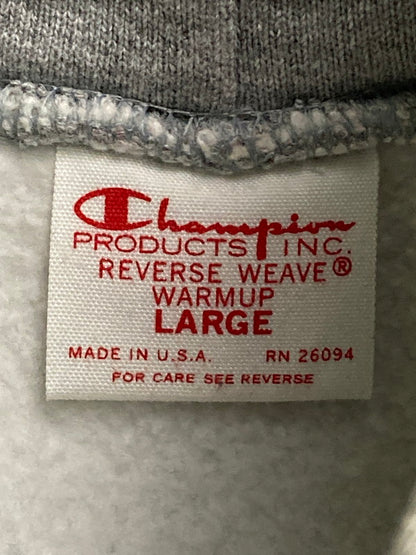 Champion
PRODUCTS INC.
REVERSE WEAVE®
WARMUP
LARGE
MADE IN U.S.A. RN 26094
FOR CARE SEE REVERSE